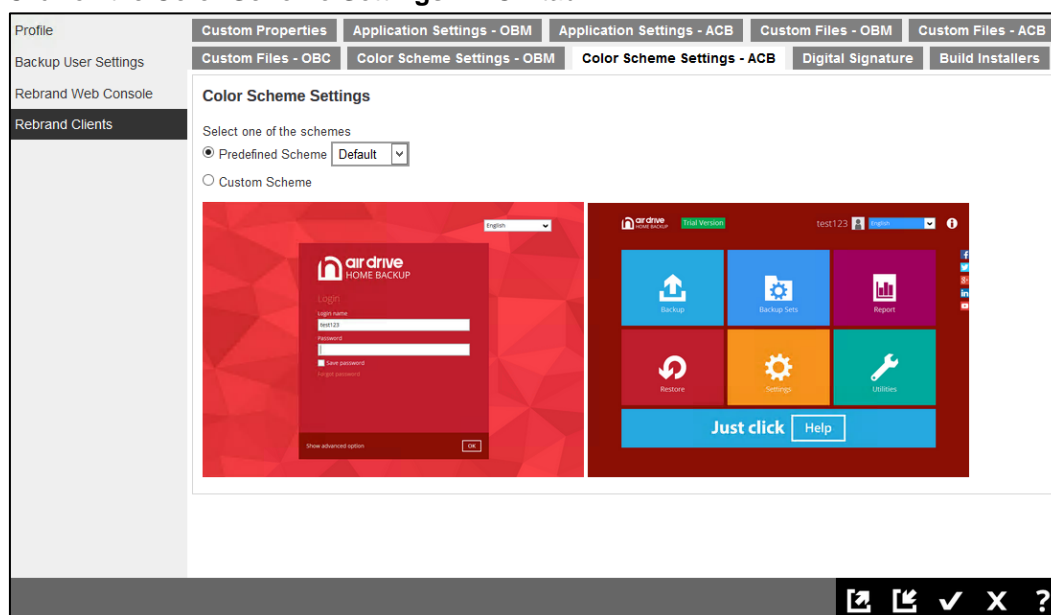 Profile
Backup User Settings
Rebrand Web Console
Rebrand Clients
Custom Properties Application Settings - OBM Application Settings - ACB Custom Files - OBM Custom Files - ACB
Custom Files - OBC Color Scheme Settings - OBM Color Scheme Settings - ACB Digital Signature Build Installers
Color Scheme Settings
Select one of the schemes
Predefined Scheme Default
Custom Scheme
English
air drive
HOME BACKUP
Login
Login name
test123
Password
Save password
Forgot password
Show advanced option OK
air drive
HOME BACKUP
Trial Version test123 English
Backup Backup Sets Report
Restore Settings Utilities
Just click Help